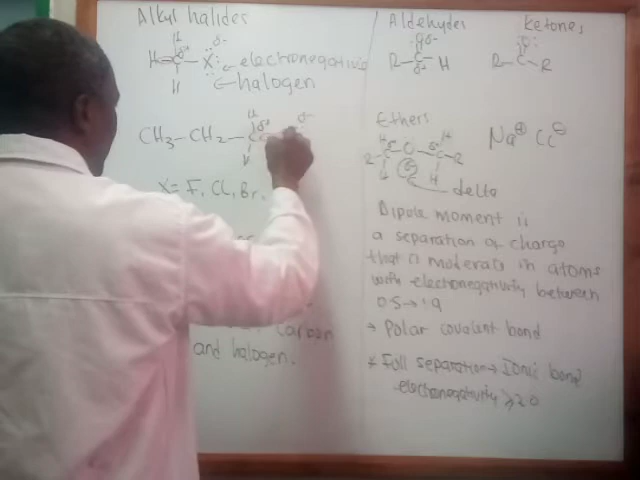 Alkyl halides
H
δ-
H-C-X
δ+
electronegative
halogen
H
H
δ-
CH3-CH2-C
δ+
X= F, Cl, Br,
Carbon
and halogen.
Aldehydes
Ketones
:Oδ-
R-C-H
δ+
:O:
R-C-R
Ethers
H
H
R-C-O-C-R
δ+
H
δ-
H
delta
Na⊕ Cl⊖
Dipole moment is
a separation of charge
that is moderate in atoms
with electronegativity between
0.5→1.9
→ Polar covalent bond
* Full separation→ Ionic bond
electronegativity ≥2.0